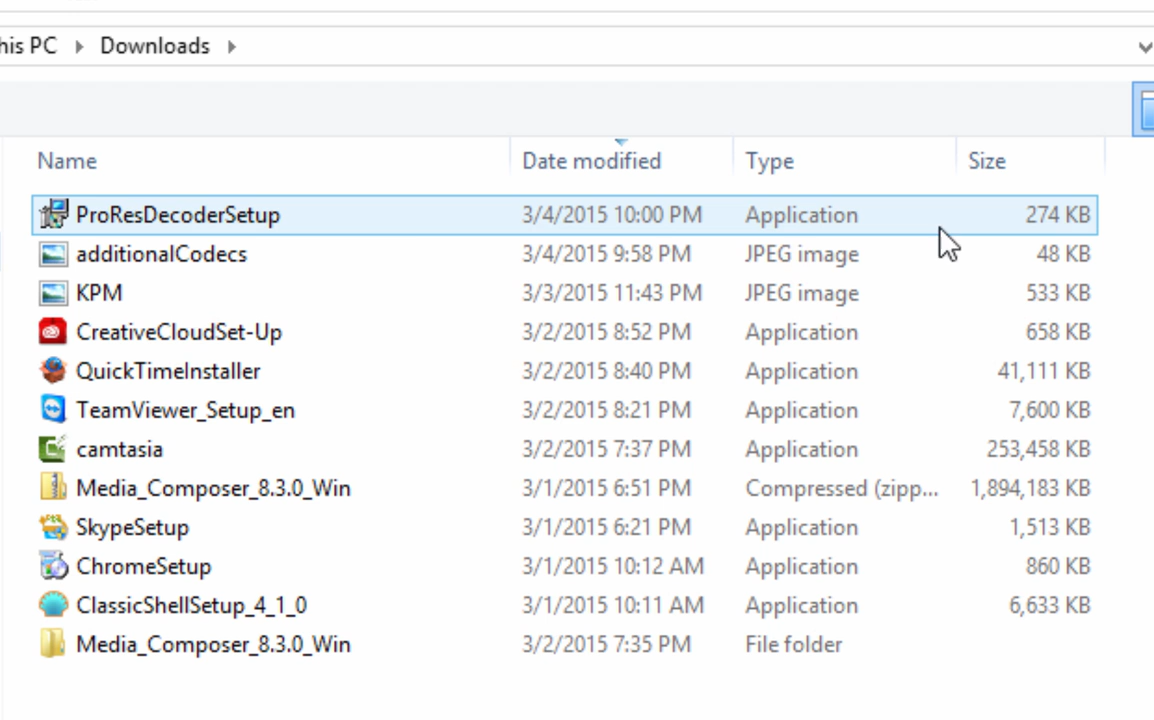 his PC Downloads
Name Date modified Type Size
ProResDecoderSetup 3/4/2015 10:00 PM Application 274 KB
additionalCodecs 3/4/2015 9:58 PM JPEG image 48 KB
KPM 3/3/2015 11:43 PM JPEG image 533 KB
CreativeCloudSet-Up 3/2/2015 8:52 PM Application 658 KB
QuickTimeInstaller 3/2/2015 8:40 PM Application 41,111 KB
TeamViewer_Setup_en 3/2/2015 8:21 PM Application 7,600 KB
camtasia 3/2/2015 7:37 PM Application 253,458 KB
Media_Composer_8.3.0_Win 3/1/2015 6:51 PM Compressed (zipp... 1,894,183 KB
SkypeSetup 3/1/2015 6:21 PM Application 1,513 KB
ChromeSetup 3/1/2015 10:12 AM Application 860 KB
ClassicShellSetup_4_1_0 3/1/2015 10:11 AM Application 6,633 KB
Media_Composer_8.3.0_Win 3/2/2015 7:35 PM File folder